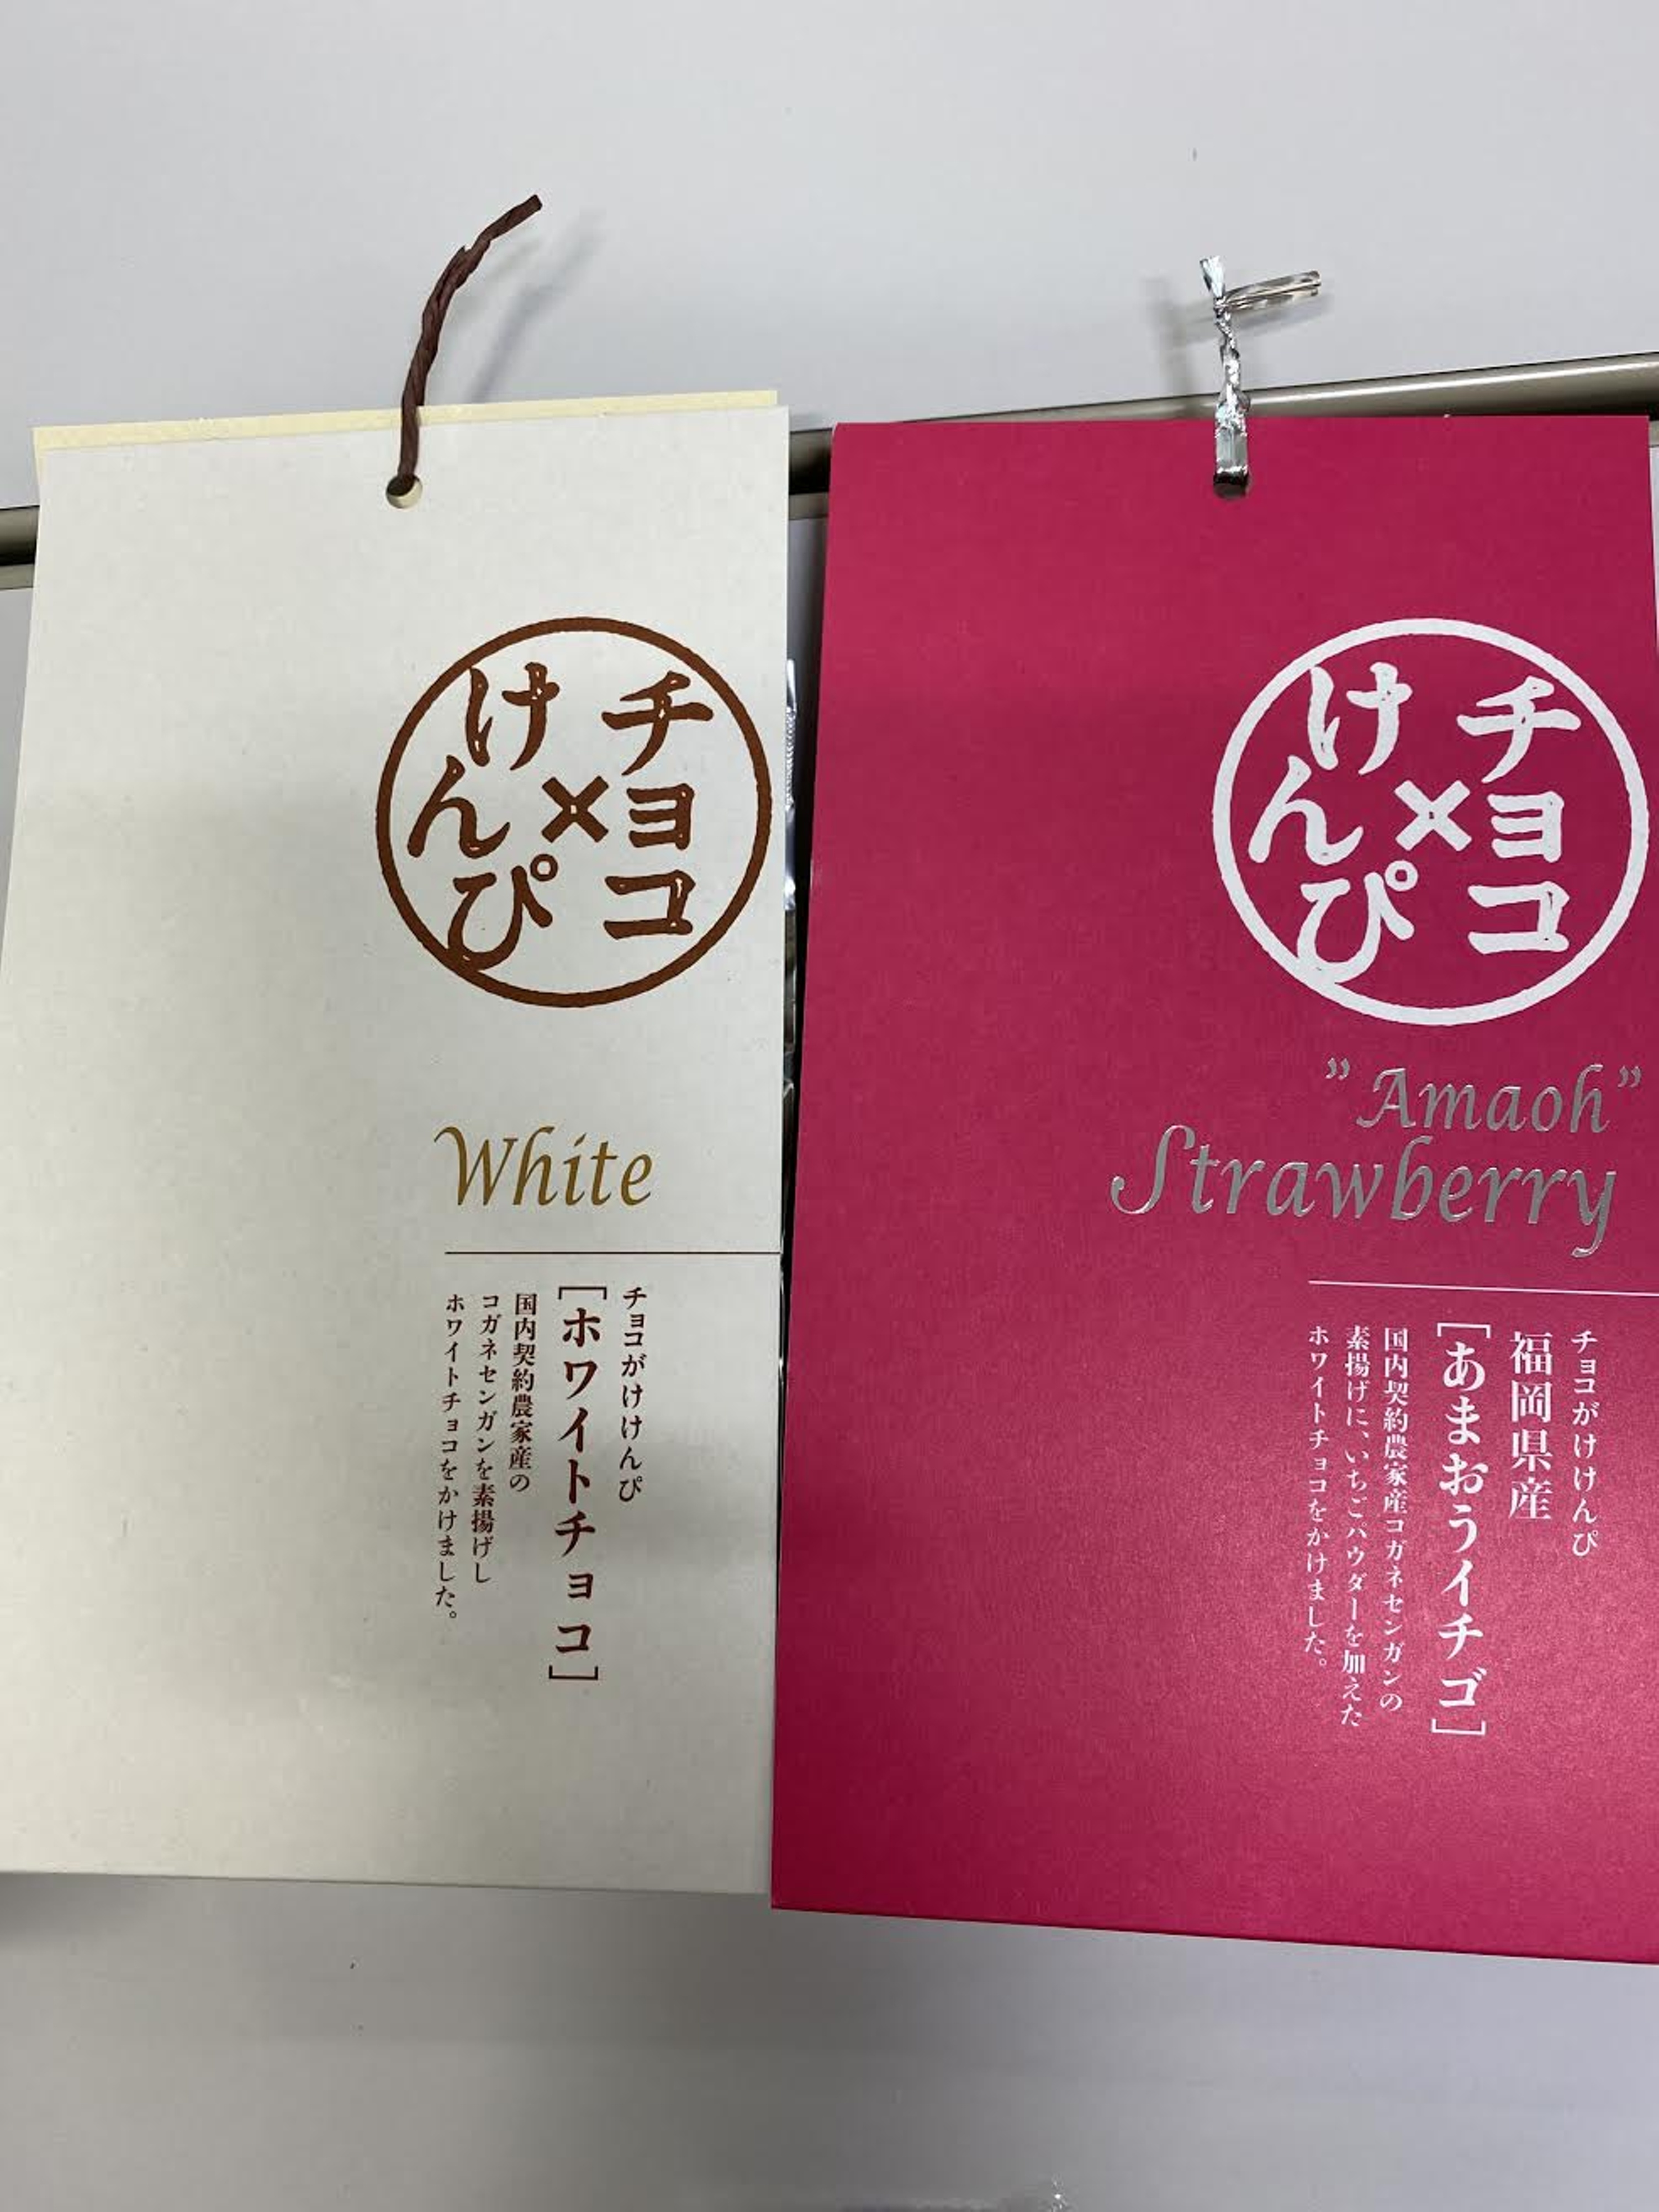 チョコ
×
けんぴ
White
チョコがけけんぴ
[ホワイトチョコ]
国内契約農家産の
コガネセンガンを素揚げし
ホワイトチョコをかけました。
チョコ
×
けんぴ
”Amaoh”
Strawberry
チョコがけけんぴ
福岡県産
[あまおうイチゴ]
国内契約農家産コガネセンガンの
素揚げに、いちごパウダーを加えた
ホワイトチョコをかけました。